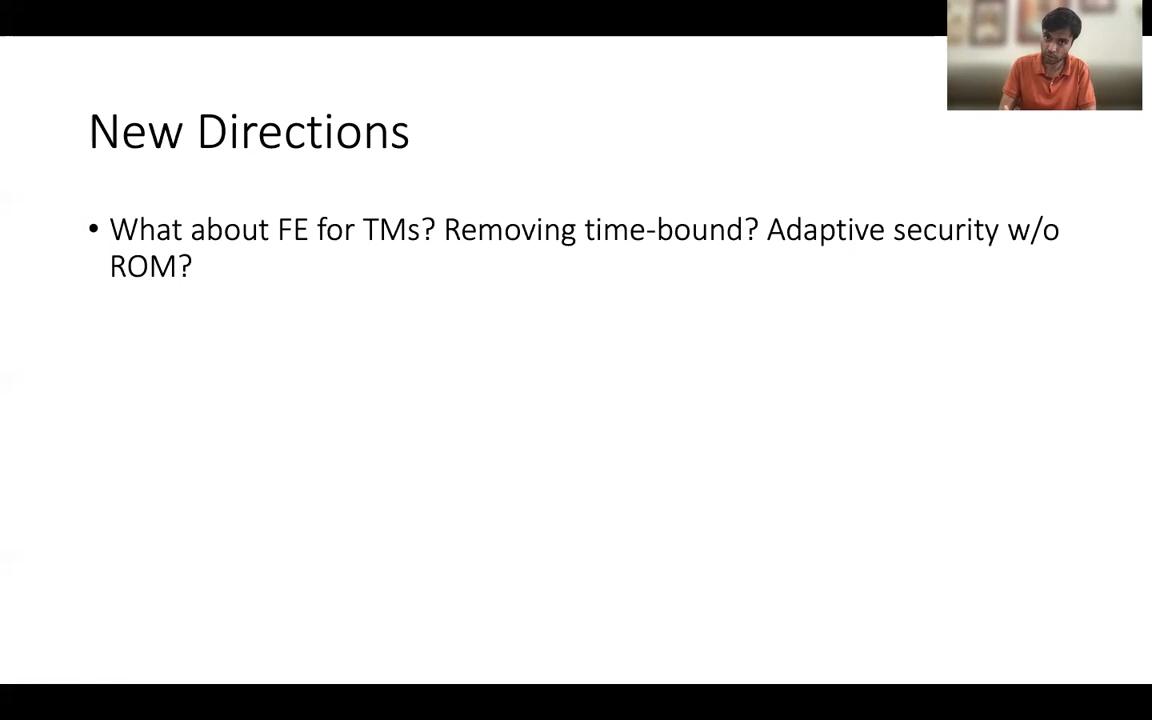 New Directions
• What about FE for TMs? Removing time-bound? Adaptive security w/o
ROM?